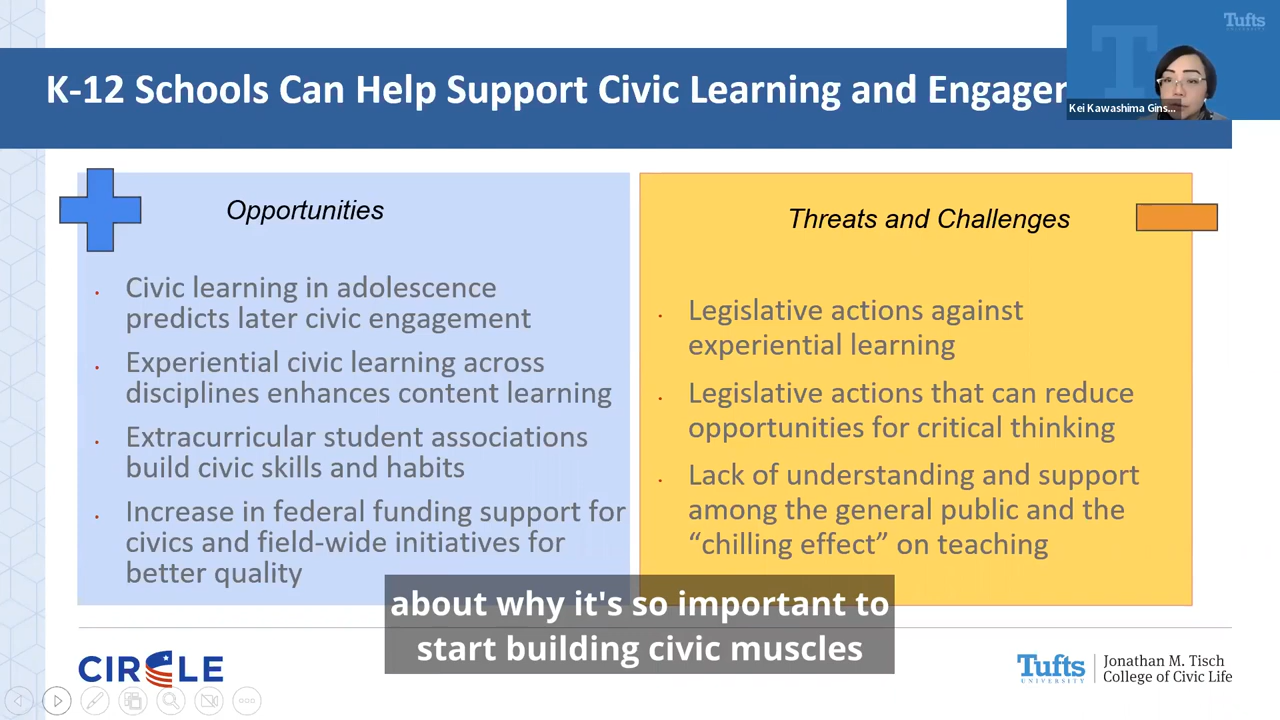 Tufts
UNIVERSITY
K-12 Schools Can Help Support Civic Learning and Engagem
Kei Kawashima Gins...
Opportunities
• Civic learning in adolescence
predicts later civic engagement
• Experiential civic learning across
disciplines enhances content learning
• Extracurricular student associations
build civic skills and habits
• Increase in federal funding support for
civics and field-wide initiatives for
better quality
Threats and Challenges
• Legislative actions against
experiential learning
• Legislative actions that can reduce
opportunities for critical thinking
• Lack of understanding and support
among the general public and the
“chilling effect” on teaching
about why it's so important to
start building civic muscles
CIRCLE
Tufts
UNIVERSITY
Jonathan M. Tisch
College of Civic Life